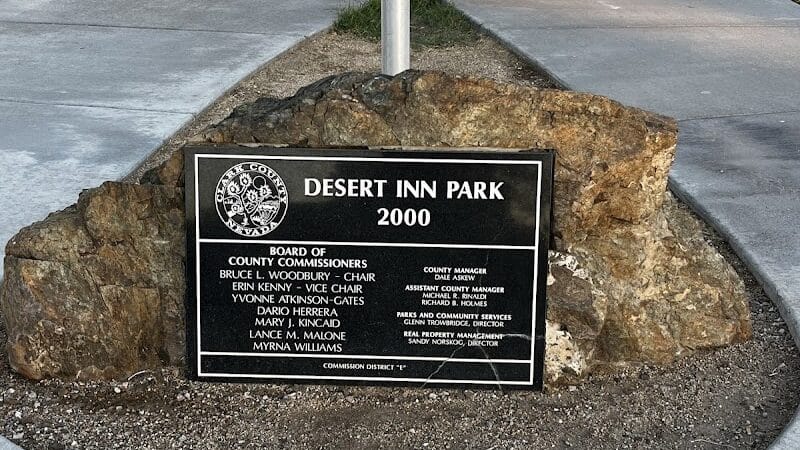 CLARK COUNTY
NEVADA
DESERT INN PARK
2000
BOARD OF
COUNTY COMMISSIONERS
BRUCE L. WOODBURY - CHAIR
ERIN KENNY - VICE CHAIR
YVONNE ATKINSON-GATES
DARIO HERRERA
MARY J. KINCAID
LANCE M. MALONE
MYRNA WILLIAMS
COUNTY MANAGER
DALE ASKEW
ASSISTANT COUNTY MANAGER
MICHAEL R. RINALDI
RICHARD B. HOLMES
PARKS AND COMMUNITY SERVICES
GLENN TROWBRIDGE, DIRECTOR
REAL PROPERTY MANAGEMENT
SANDY NORSKOG, DIRECTOR
COMMISSION DISTRICT "E"